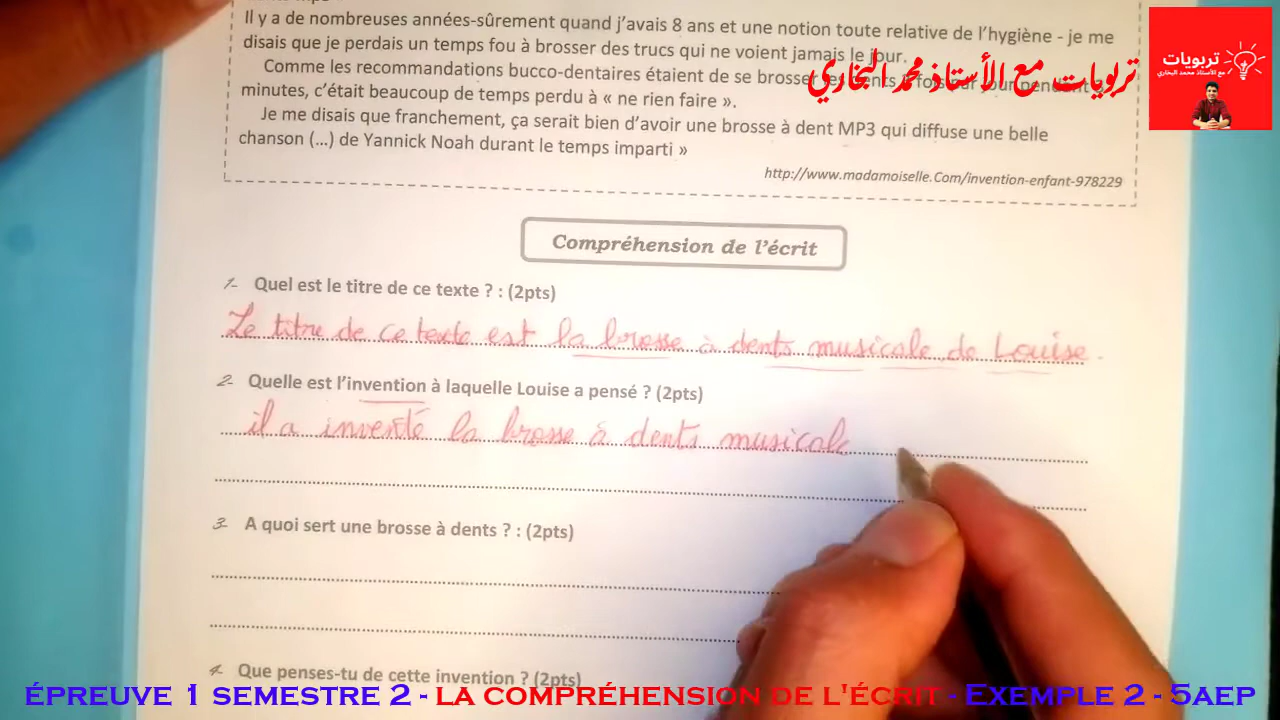 Il y a de nombreuses années-sûrement quand j’avais 8 ans et une notion toute relative de l’hygiène - je me
disais que je perdais un temps fou à brosser des trucs qui ne voient jamais le jour.
Comme les recommandations bucco-dentaires étaient de se brosser
minutes, c’était beaucoup de temps perdu à « ne rien faire ».
Je me disais que franchement, ça serait bien d’avoir une brosse à dent MP3 qui diffuse une belle
chanson (…) de Yannick Noah durant le temps imparti »
http://www.madamoiselle.Com/invention-enfant-978229
تربويات مع الأستاذ محمد البخاري
تربويات
مع الأستاذ محمد البخاري
Compréhension de l’écrit
1- Quel est le titre de ce texte ? : (2pts)
Le titre de ce texte est la brosse à dents musicale de Louise.
2- Quelle est l’invention à laquelle Louise a pensé ? (2pts)
il a inventé la brosse à dents musicale
3- A quoi sert une brosse à dents ? : (2pts)
4- Que penses-tu de cette invention ? (2pts)
ÉPREUVE 1 SEMESTRE 2 - LA COMPRÉHENSION DE L'ÉCRIT - EXEMPLE 2 - 5AEP